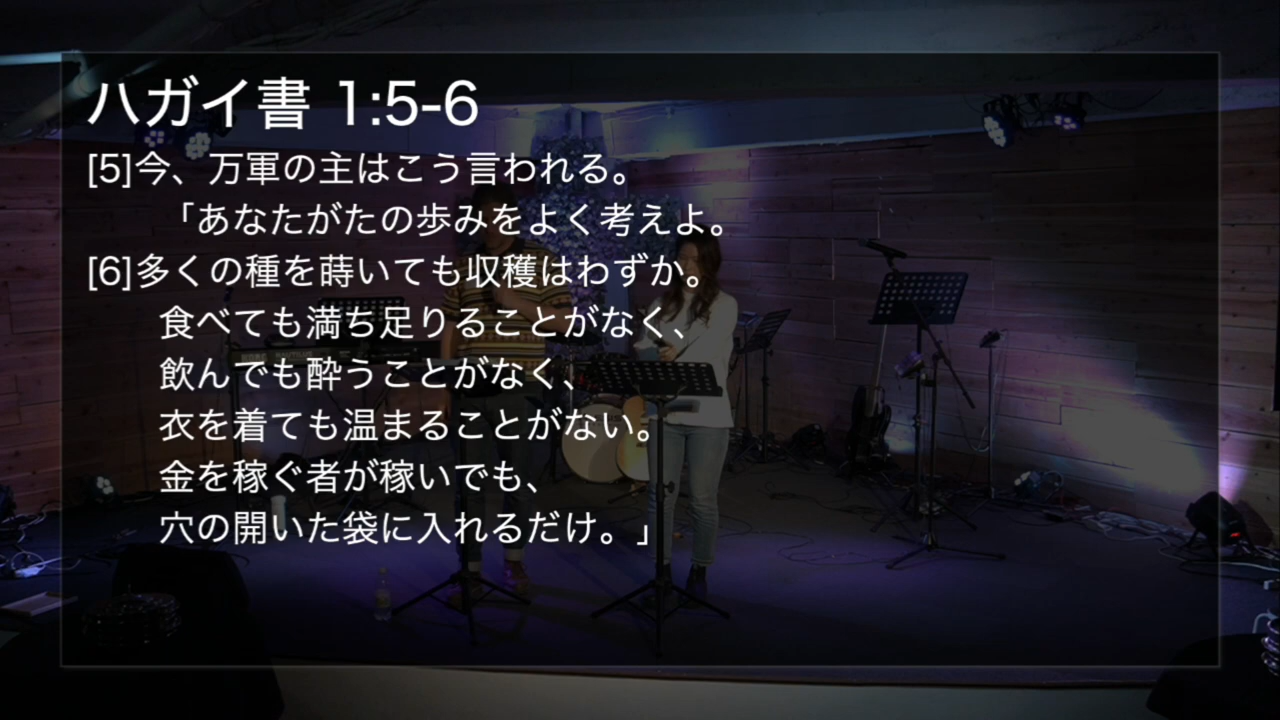 ハガイ書 1:5-6
[5]今、万軍の主はこう言われる。
「あなたがたの歩みをよく考えよ。
[6]多くの種を蒔いても収穫はわずか。
食べても満ち足りることがなく、
飲んでも酔うことがなく、
衣を着ても温まることがない。
金を稼ぐ者が稼いでも、
穴の開いた袋に入れるだけ。」